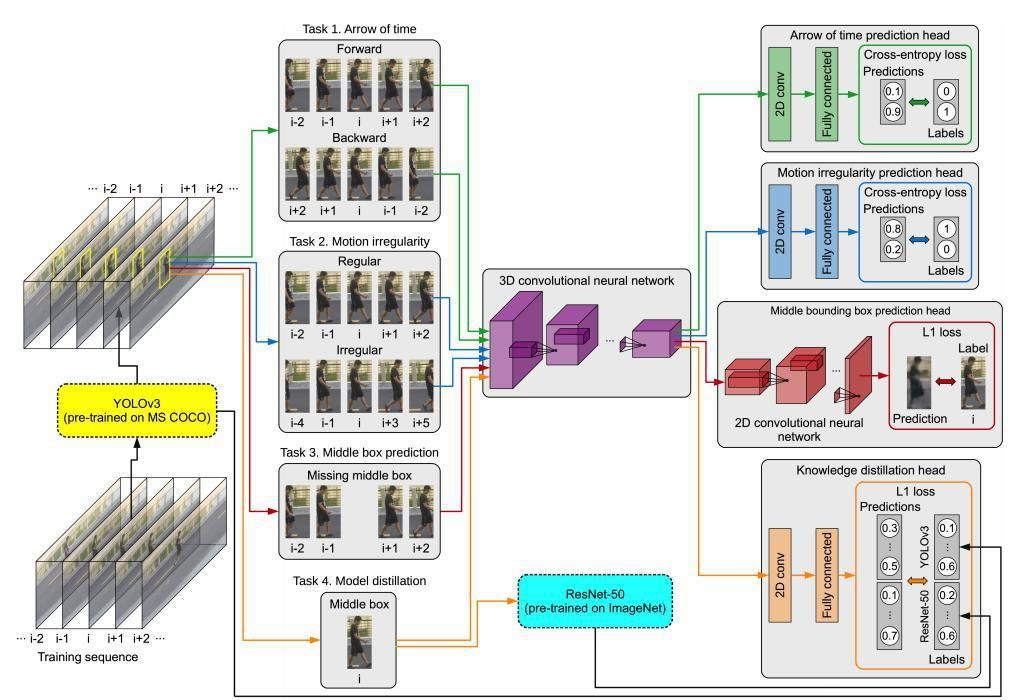 Task 1. Arrow of time
Forward
i-2 i-1 i i+1 i+2
Backward
i+2 i+1 i i-1 i-2
Task 2. Motion irregularity
Regular
i-2 i-1 i i+1 i+2
Irregular
i-4 i-1 i i+3 i+5
Task 3. Middle box prediction
Missing middle box
i-2 i-1 i+1 i+2
Task 4. Model distillation
Middle box
i
... i-2 i-1 i i+1 i+2 ...
YOLOv3
(pre-trained on MS COCO)
... i-2 i-1 i i+1 i+2 ...
Training sequence
3D convolutional neural network
...
ResNet-50
(pre-trained on ImageNet)
Arrow of time prediction head
2D conv
Fully connected
Cross-entropy loss
Predictions
0.1 0
0.9 1
Labels
Motion irregularity prediction head
2D conv
Fully connected
Cross-entropy loss
Predictions
0.8 1
0.2 0
Labels
Middle bounding box prediction head
...
2D convolutional neural
network
L1 loss
Label
Prediction i
Knowledge distillation head
2D conv
Fully connected
L1 loss
Predictions
YOLOv3
0.3 0.1
... ...
0.5 0.6
ResNet-50
0.1 0.2
... ...
0.7 0.6
Labels